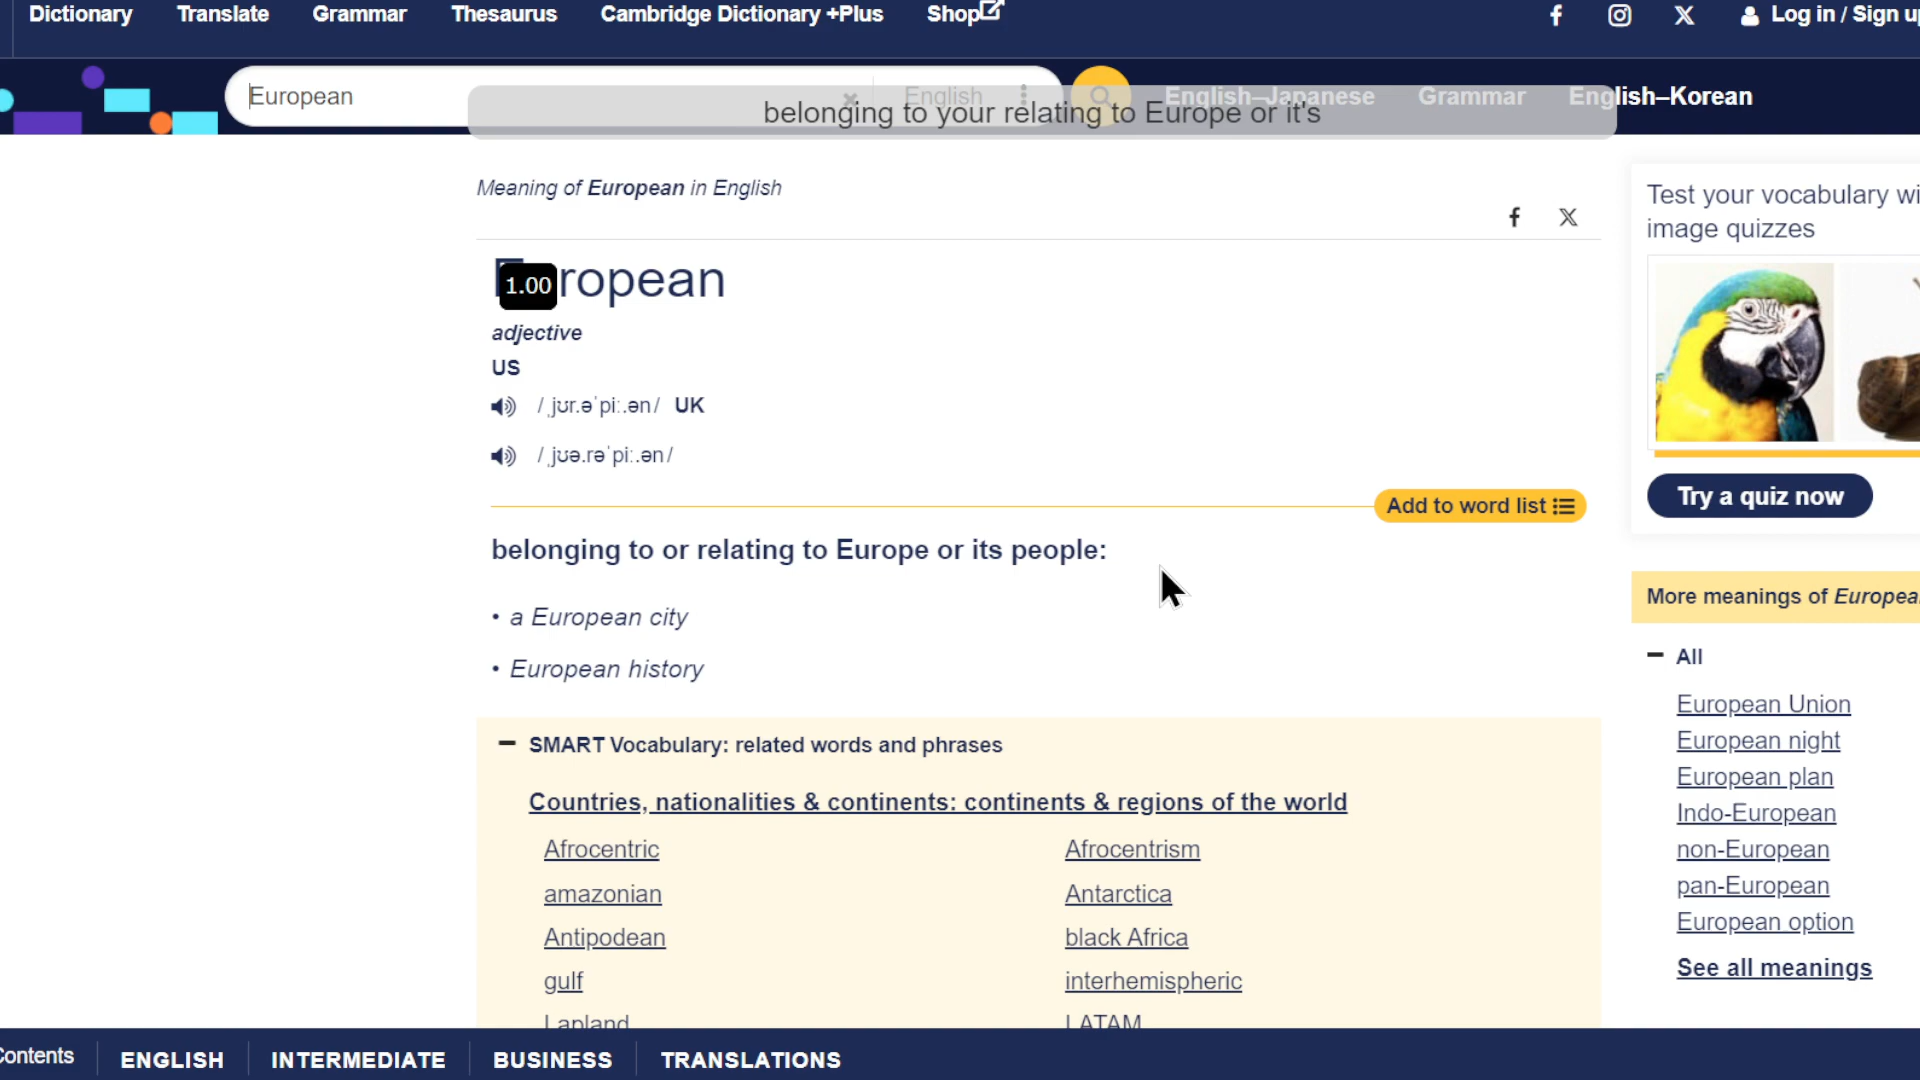 Dictionary Translate Grammar Thesaurus Cambridge Dictionary +Plus Shop Log in / Sign
European English English–Japanese Grammar English–Korean
belonging to your relating to Europe or it's
Meaning of European in English
1.00 ropean
adjective
US
/ˌjʊr.əˈpiː.ən/ UK
/ˌjʊə.rəˈpiː.ən/
Add to word list
belonging to or relating to Europe or its people:
• a European city
• European history
SMART Vocabulary: related words and phrases
Countries, nationalities & continents: continents & regions of the world
Afrocentric Afrocentrism
amazonian Antarctica
Antipodean black Africa
gulf interhemispheric
Lapland LATAM
Test your vocabulary
image quizzes
Try a quiz now
More meanings of
All
European Union
European night
European plan
Indo-European
non-European
pan-European
European option
See all meanings
Contents ENGLISH INTERMEDIATE BUSINESS TRANSLATIONS